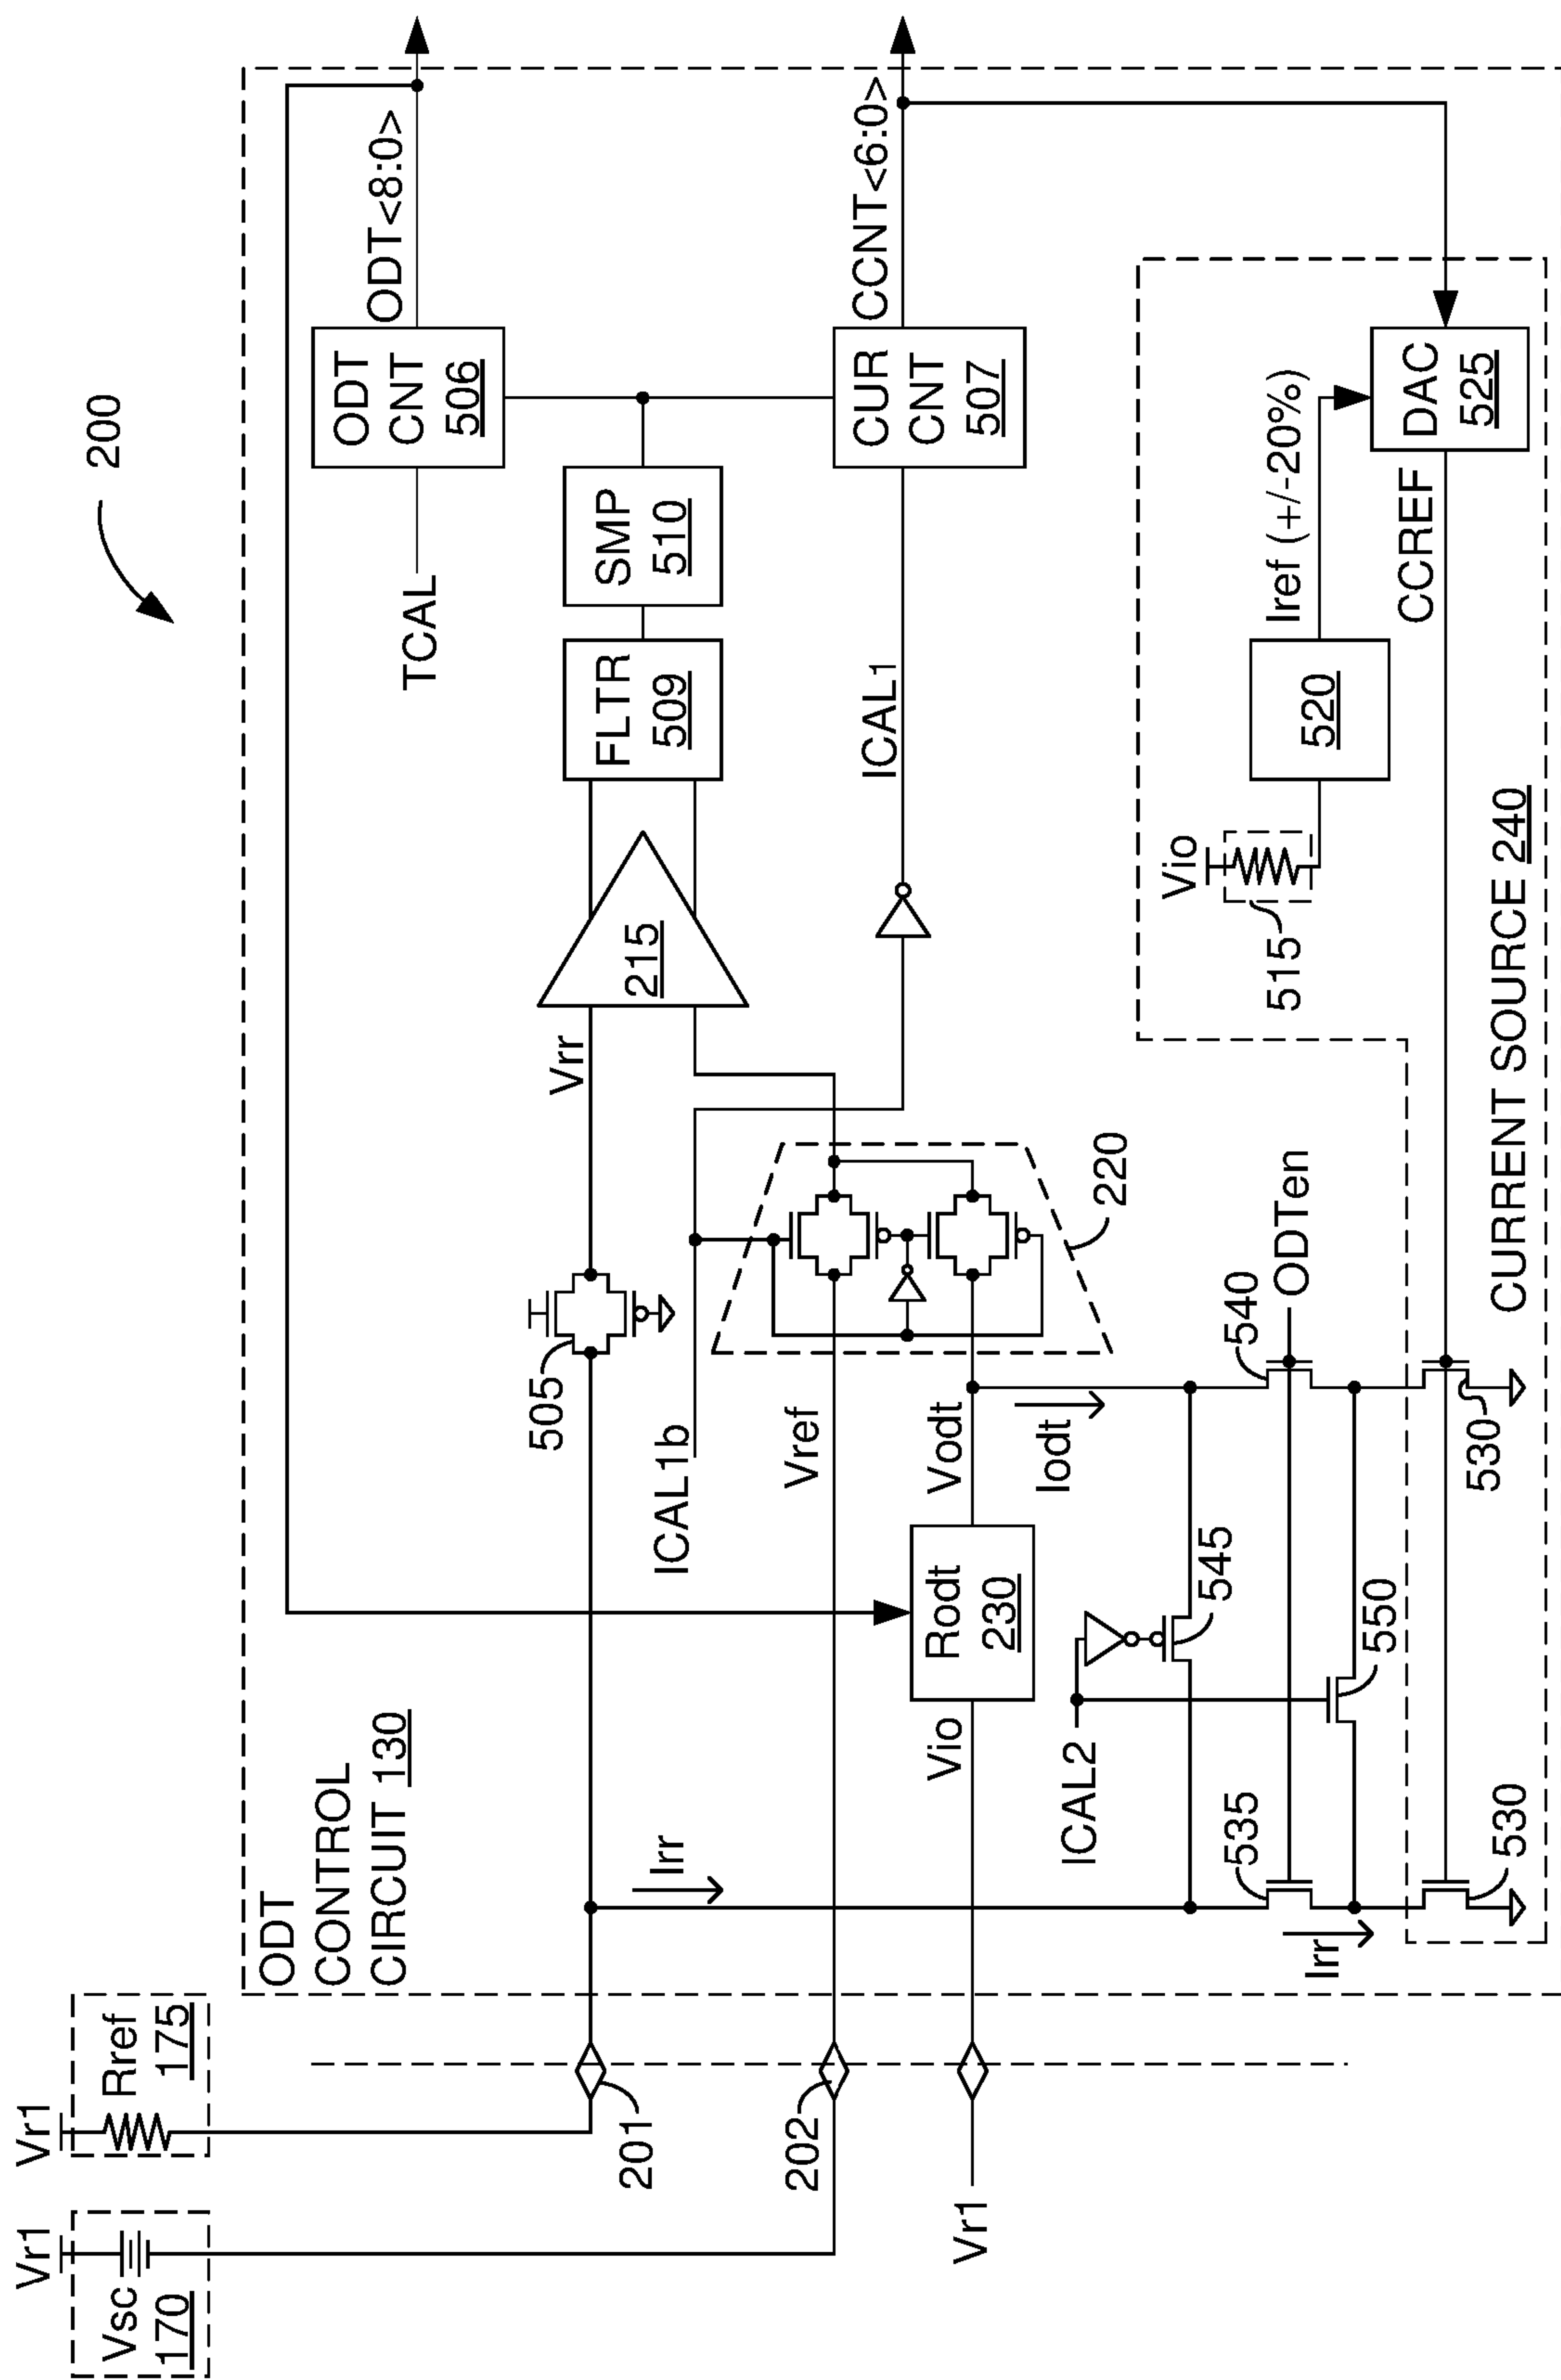 200
Vr1
Vsc
170
Vr1
Rref
175
ODT
CONTROL
CIRCUIT 130
TCAL
ODT
CNT
506
ODT<8:0>
FLTR
509
SMP
510
201
505
Vrr
215
Irr
ICAL1b
ICAL1
CUR
CNT
507
CCNT<6:0>
202
Vref
220
Vr1
Vio
Rodt
230
Vodt
Iodt
ICAL2
545
535
540
ODTen
550
Irr
530
530
Vio
515
520
Iref (+/-20%)
CCREF
DAC
525
CURRENT SOURCE 240